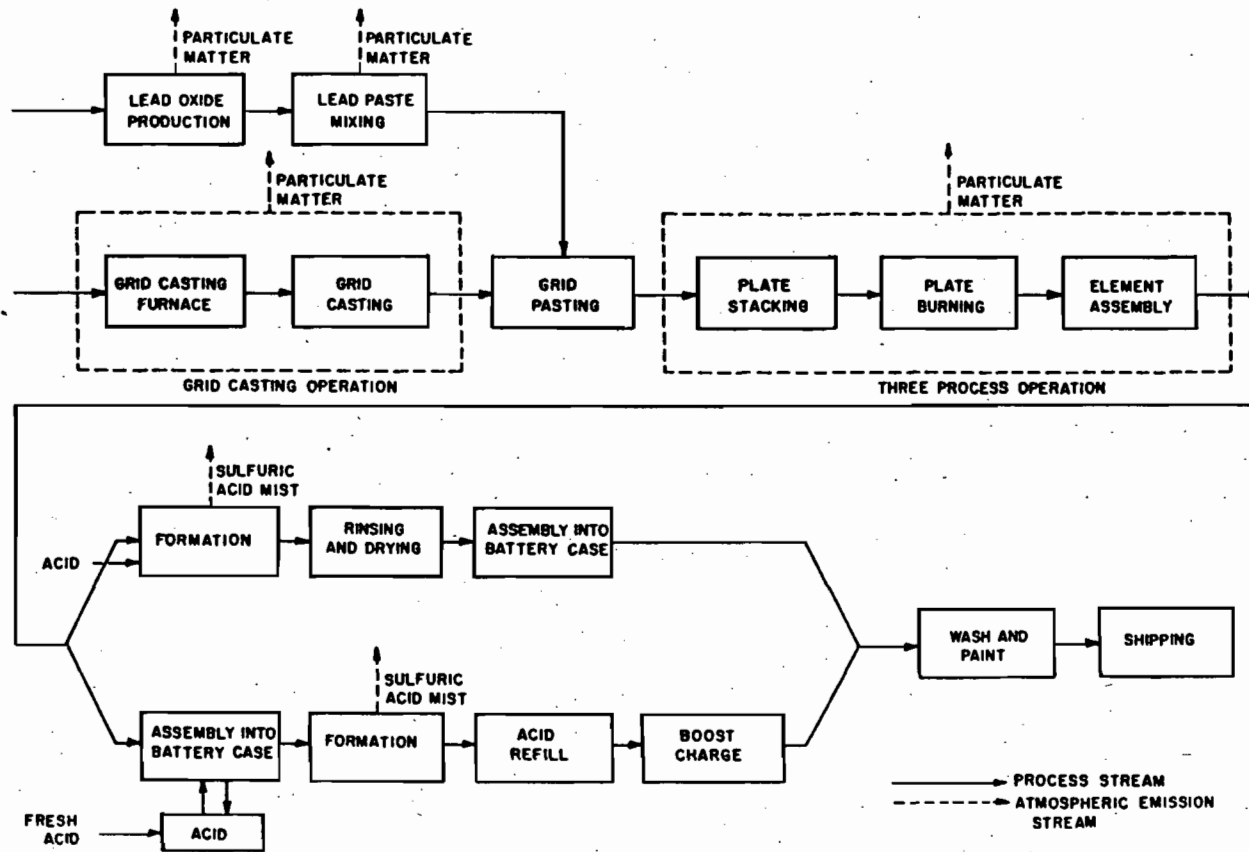 PARTICULATE
MATTER
PARTICULATE
MATTER
LEAD OXIDE
PRODUCTION
LEAD PASTE
MIXING
PARTICULATE
MATTER
PARTICULATE
MATTER
GRID CASTING
FURNACE
GRID
CASTING
GRID
PASTING
PLATE
STACKING
PLATE
BURNING
ELEMENT
ASSEMBLY
GRID CASTING OPERATION
THREE PROCESS OPERATION
SULFURIC
ACID MIST
FORMATION
RINSING
AND DRYING
ASSEMBLY INTO
BATTERY CASE
ACID
WASH AND
PAINT
SHIPPING
SULFURIC
ACID MIST
ASSEMBLY INTO
BATTERY CASE
FORMATION
ACID
REFILL
BOOST
CHARGE
PROCESS STREAM
ATMOSPHERIC EMISSION
STREAM
FRESH
ACID
ACID